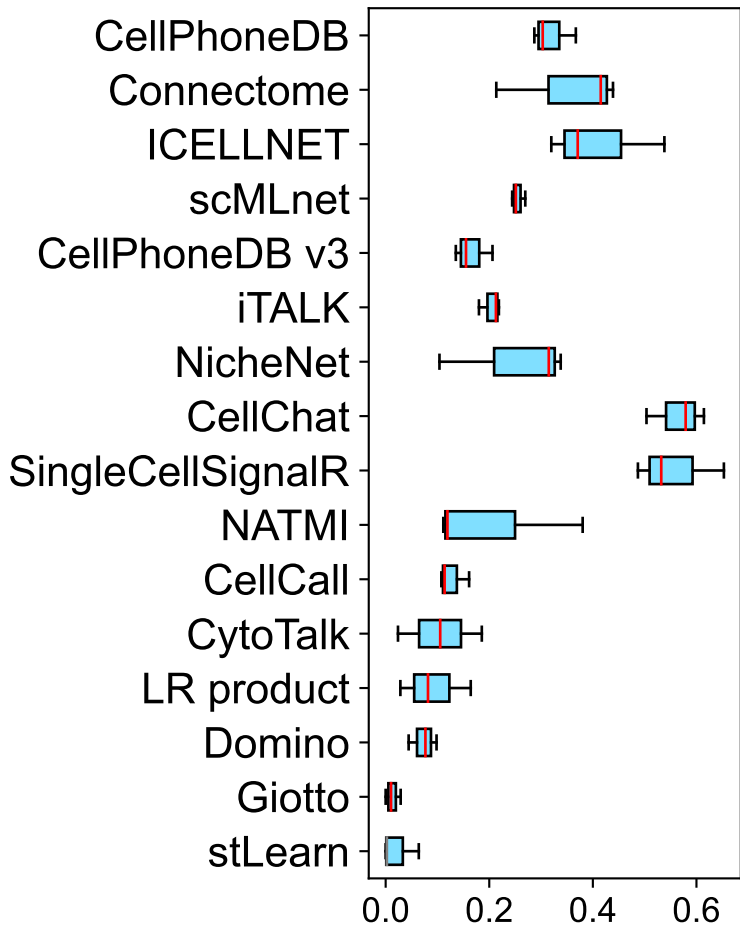 CellPhoneDB
Connectome
ICELLNET
scMLnet
CellPhoneDB v3
iTALK
NicheNet
CellChat
SingleCellSignalR
NATMI
CellCall
CytoTalk
LR product
Domino
Giotto
stLearn
0.0 0.2 0.4 0.6